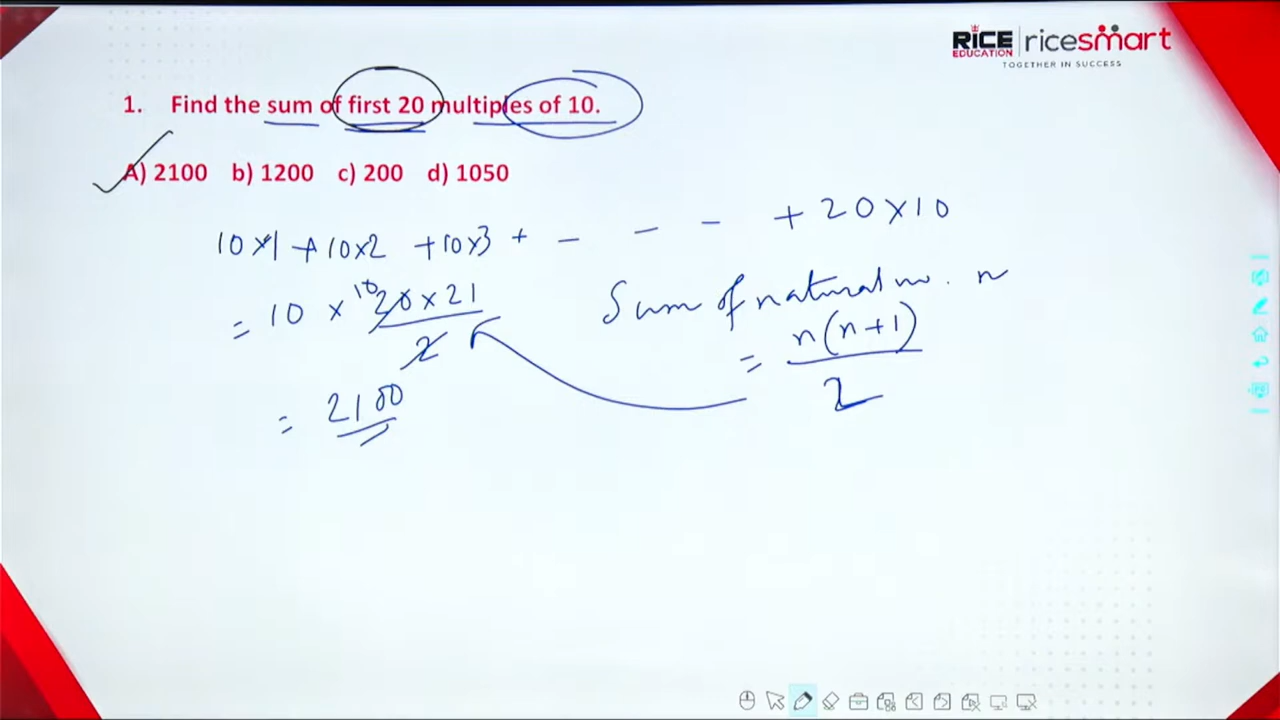 RICE EDUCATION | ricesmart
TOGETHER IN SUCCESS
1. Find the sum of first 20 multiples of 10.
A) 2100 b) 1200 c) 200 d) 1050
10×1 + 10×2 + 10×3 + - - - + 20×10
= 10 × 10 20×21 / 2
= 2100
Sum of natural no. n
= n(n+1) / 2